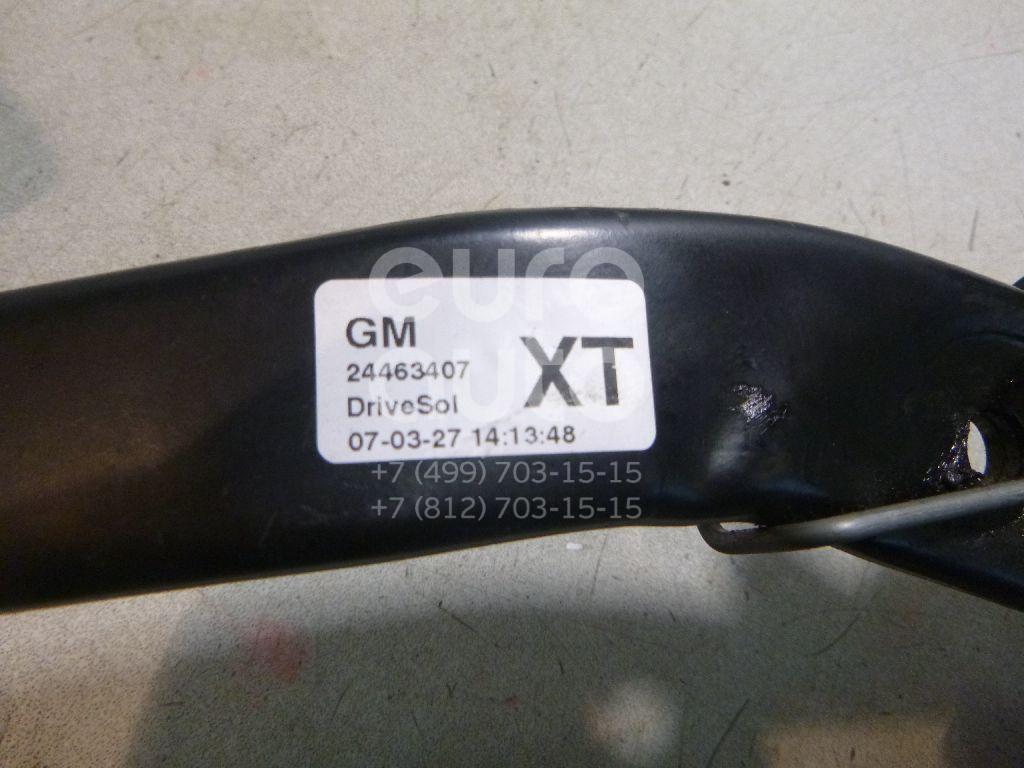 euro
auto
GM
24463407
XT
DriveSol
07-03-27 14:13:48
+7 (499) 703-15-15
+7 (812) 703-15-15